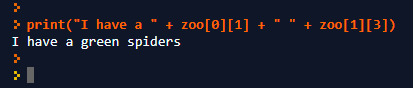 >
> print("I have a " + zoo[0][1] + " " + zoo[1][3])
I have a green spiders
>
>